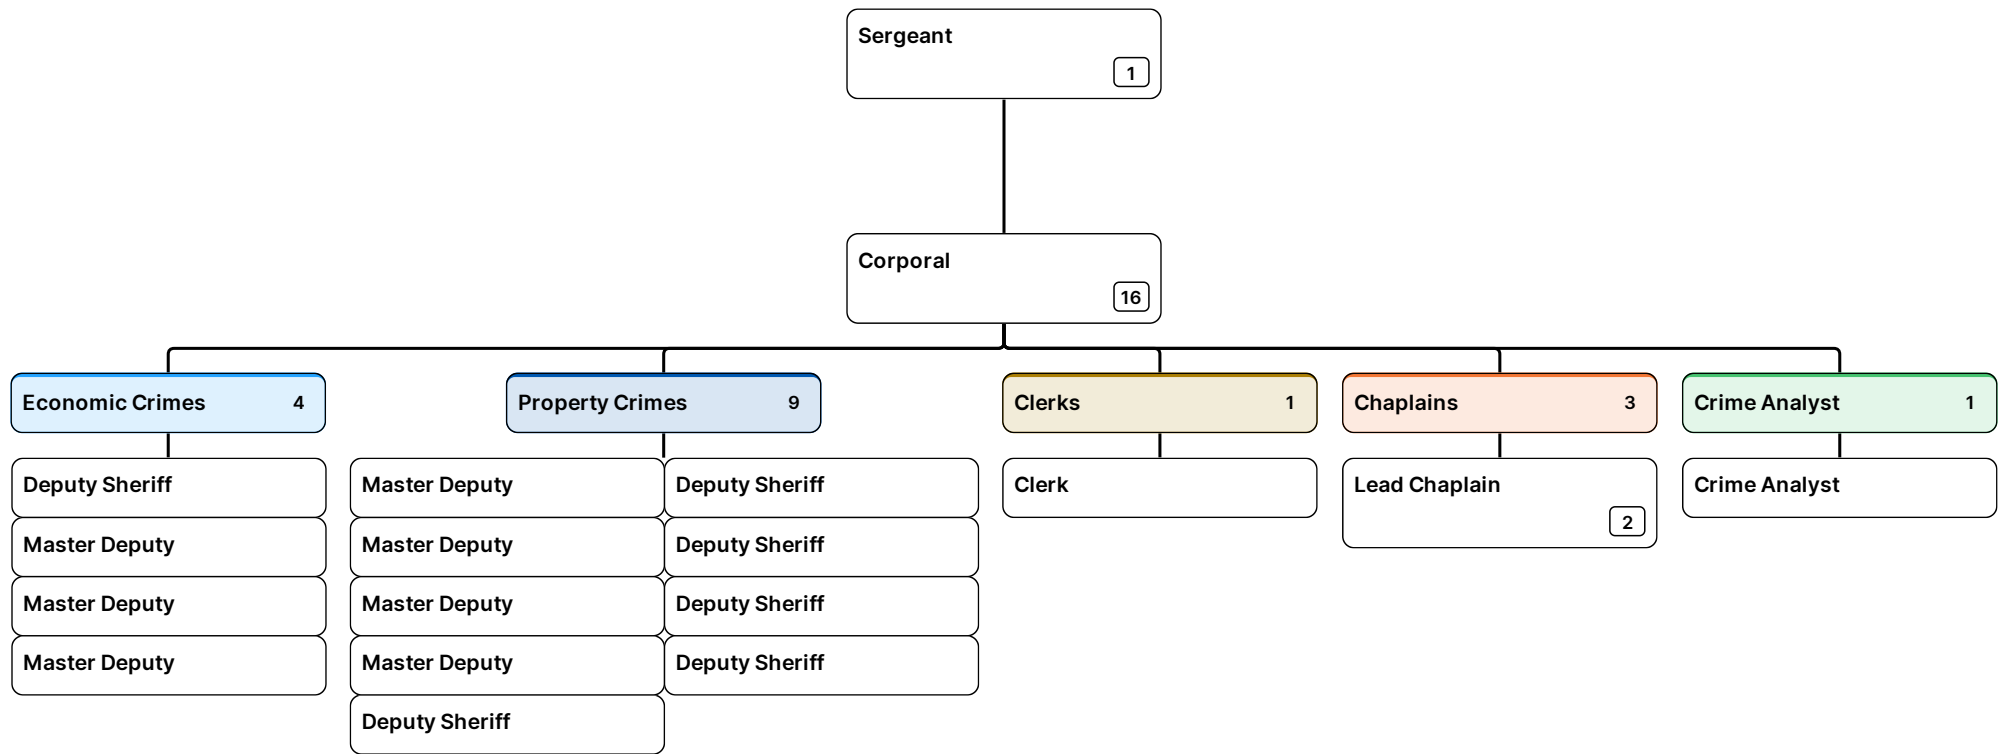 Sergeant
1
Corporal
16
Economic Crimes 4
Deputy Sheriff
Master Deputy
Master Deputy
Master Deputy
Property Crimes 9
Master Deputy
Master Deputy
Master Deputy
Master Deputy
Deputy Sheriff
Deputy Sheriff
Deputy Sheriff
Deputy Sheriff
Deputy Sheriff
Clerks 1
Clerk
Chaplains 3
Lead Chaplain
2
Crime Analyst 1
Crime Analyst